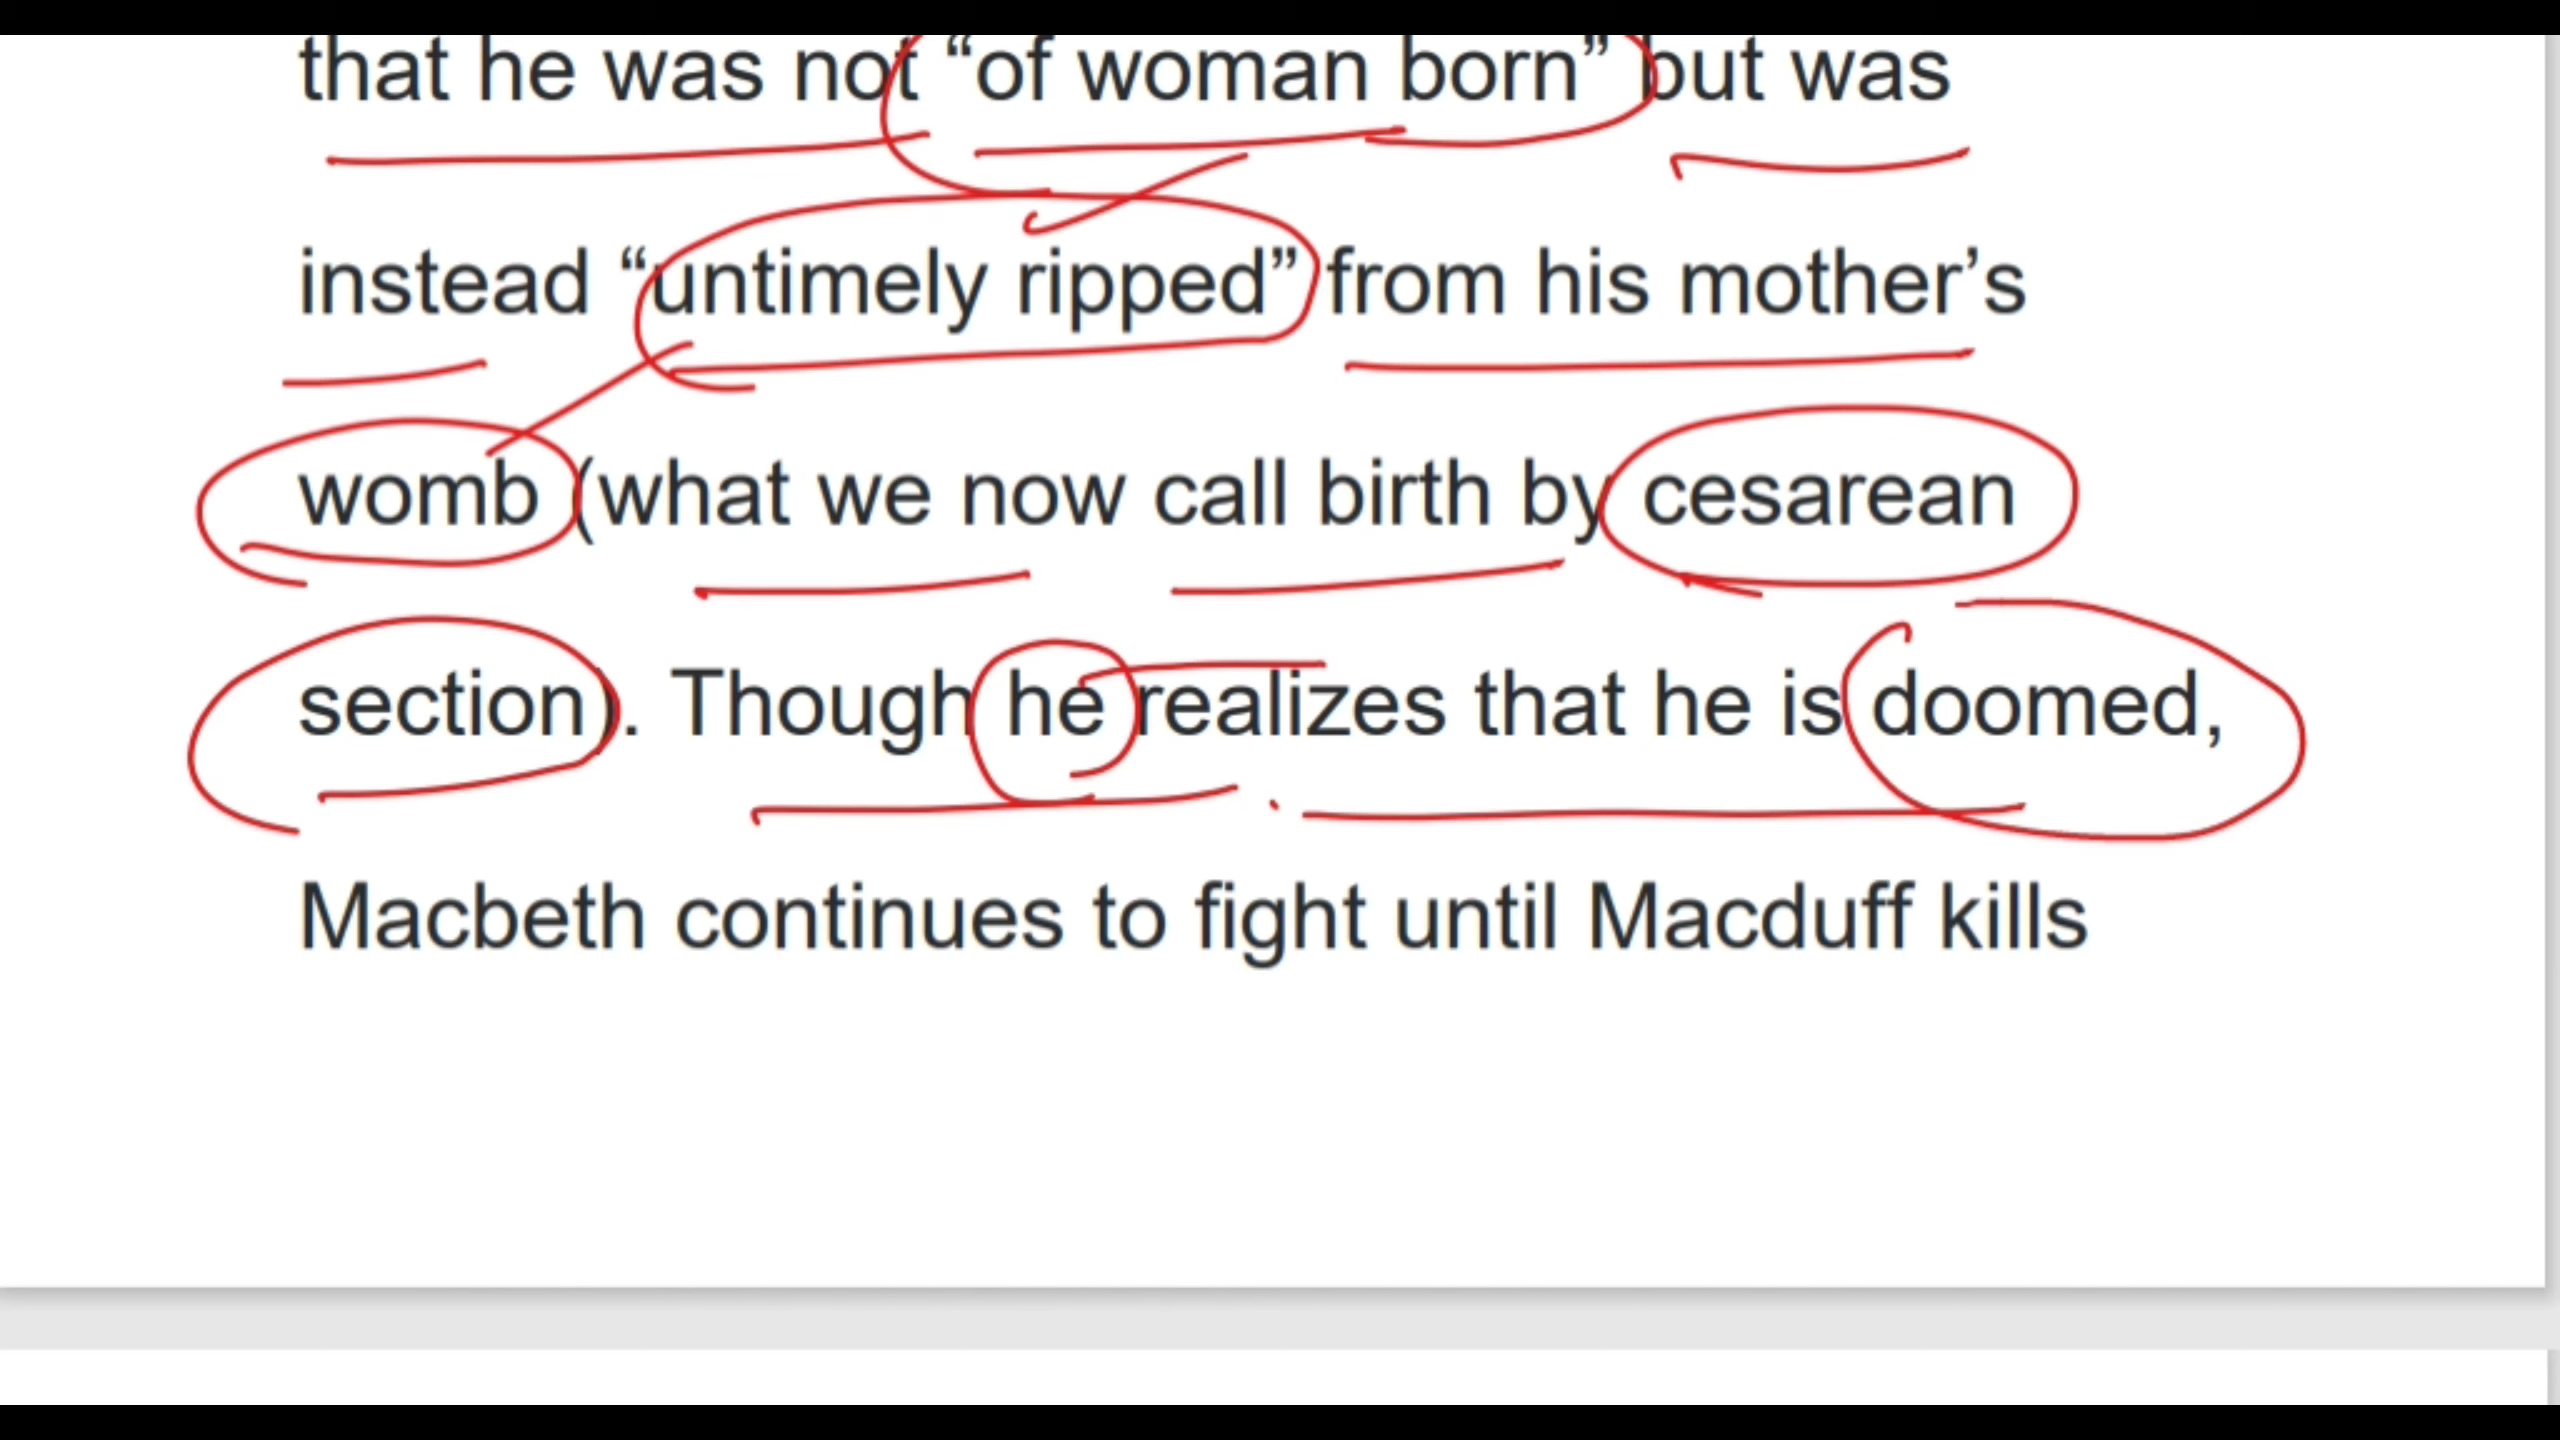 that he was not “of woman born” but was
instead “untimely ripped” from his mother’s
womb (what we now call birth by cesarean
section). Though he realizes that he is doomed,
Macbeth continues to fight until Macduff kills